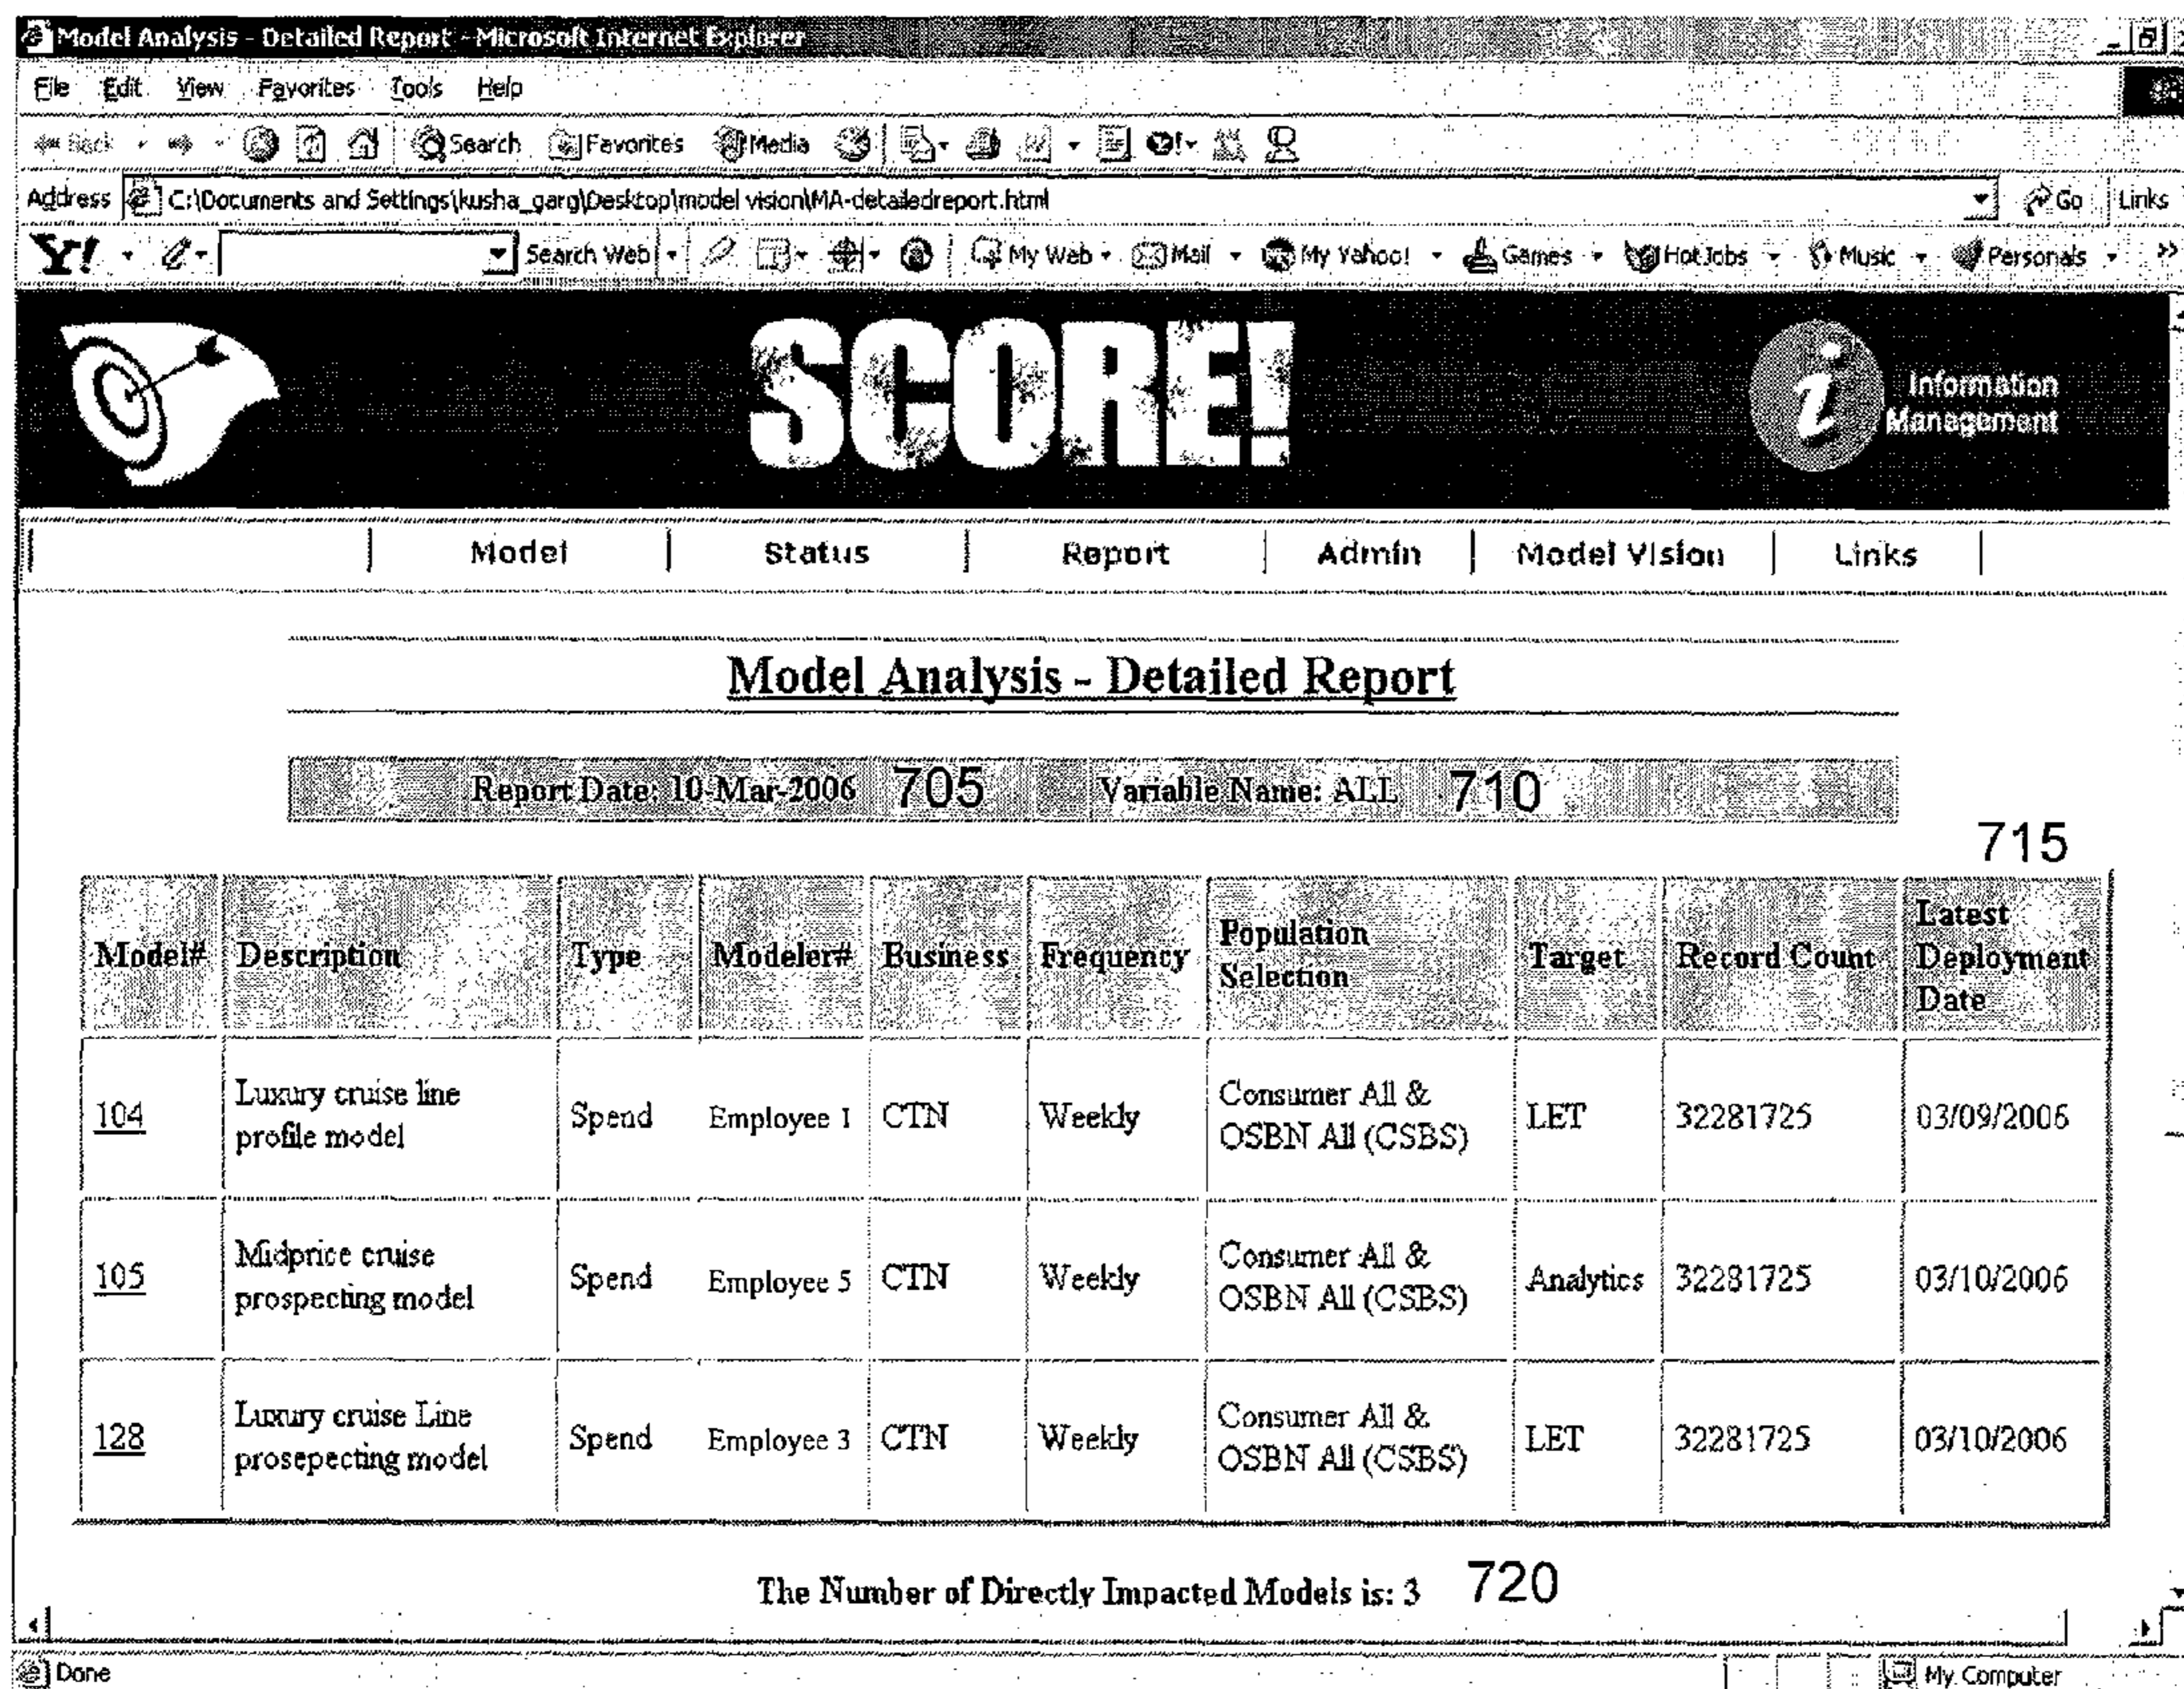 Model Analysis - Detailed Report - Microsoft Internet Explorer
File Edit View Favorites Tools Help
Back Search Favorites Media
Address C:\Documents and Settings\kusha_garg\Desktop\model vision\MA-detailedreport.html Go Links
Y! Search Web My Web Mail My Yahoo! Games HotJobs Music Personals >>
SCORE!
i Information
Management
Model Status Report Admin Model Vision Links
Model Analysis - Detailed Report
Report Date: 10-Mar-2006 705 Variable Name: ALL 710
715
Model# Description Type Modeler# Business Frequency Population Selection Target Record Count Latest Deployment Date
104 Luxury cruise line profile model Spend Employee 1 CTN Weekly Consumer All & OSBN All (CSBS) LET 32281725 03/09/2006
105 Midprice cruise prospecting model Spend Employee 5 CTN Weekly Consumer All & OSBN All (CSBS) Analytics 32281725 03/10/2006
128 Luxury cruise Line prosepecting model Spend Employee 3 CTN Weekly Consumer All & OSBN All (CSBS) LET 32281725 03/10/2006
The Number of Directly Impacted Models is: 3 720
Done My Computer